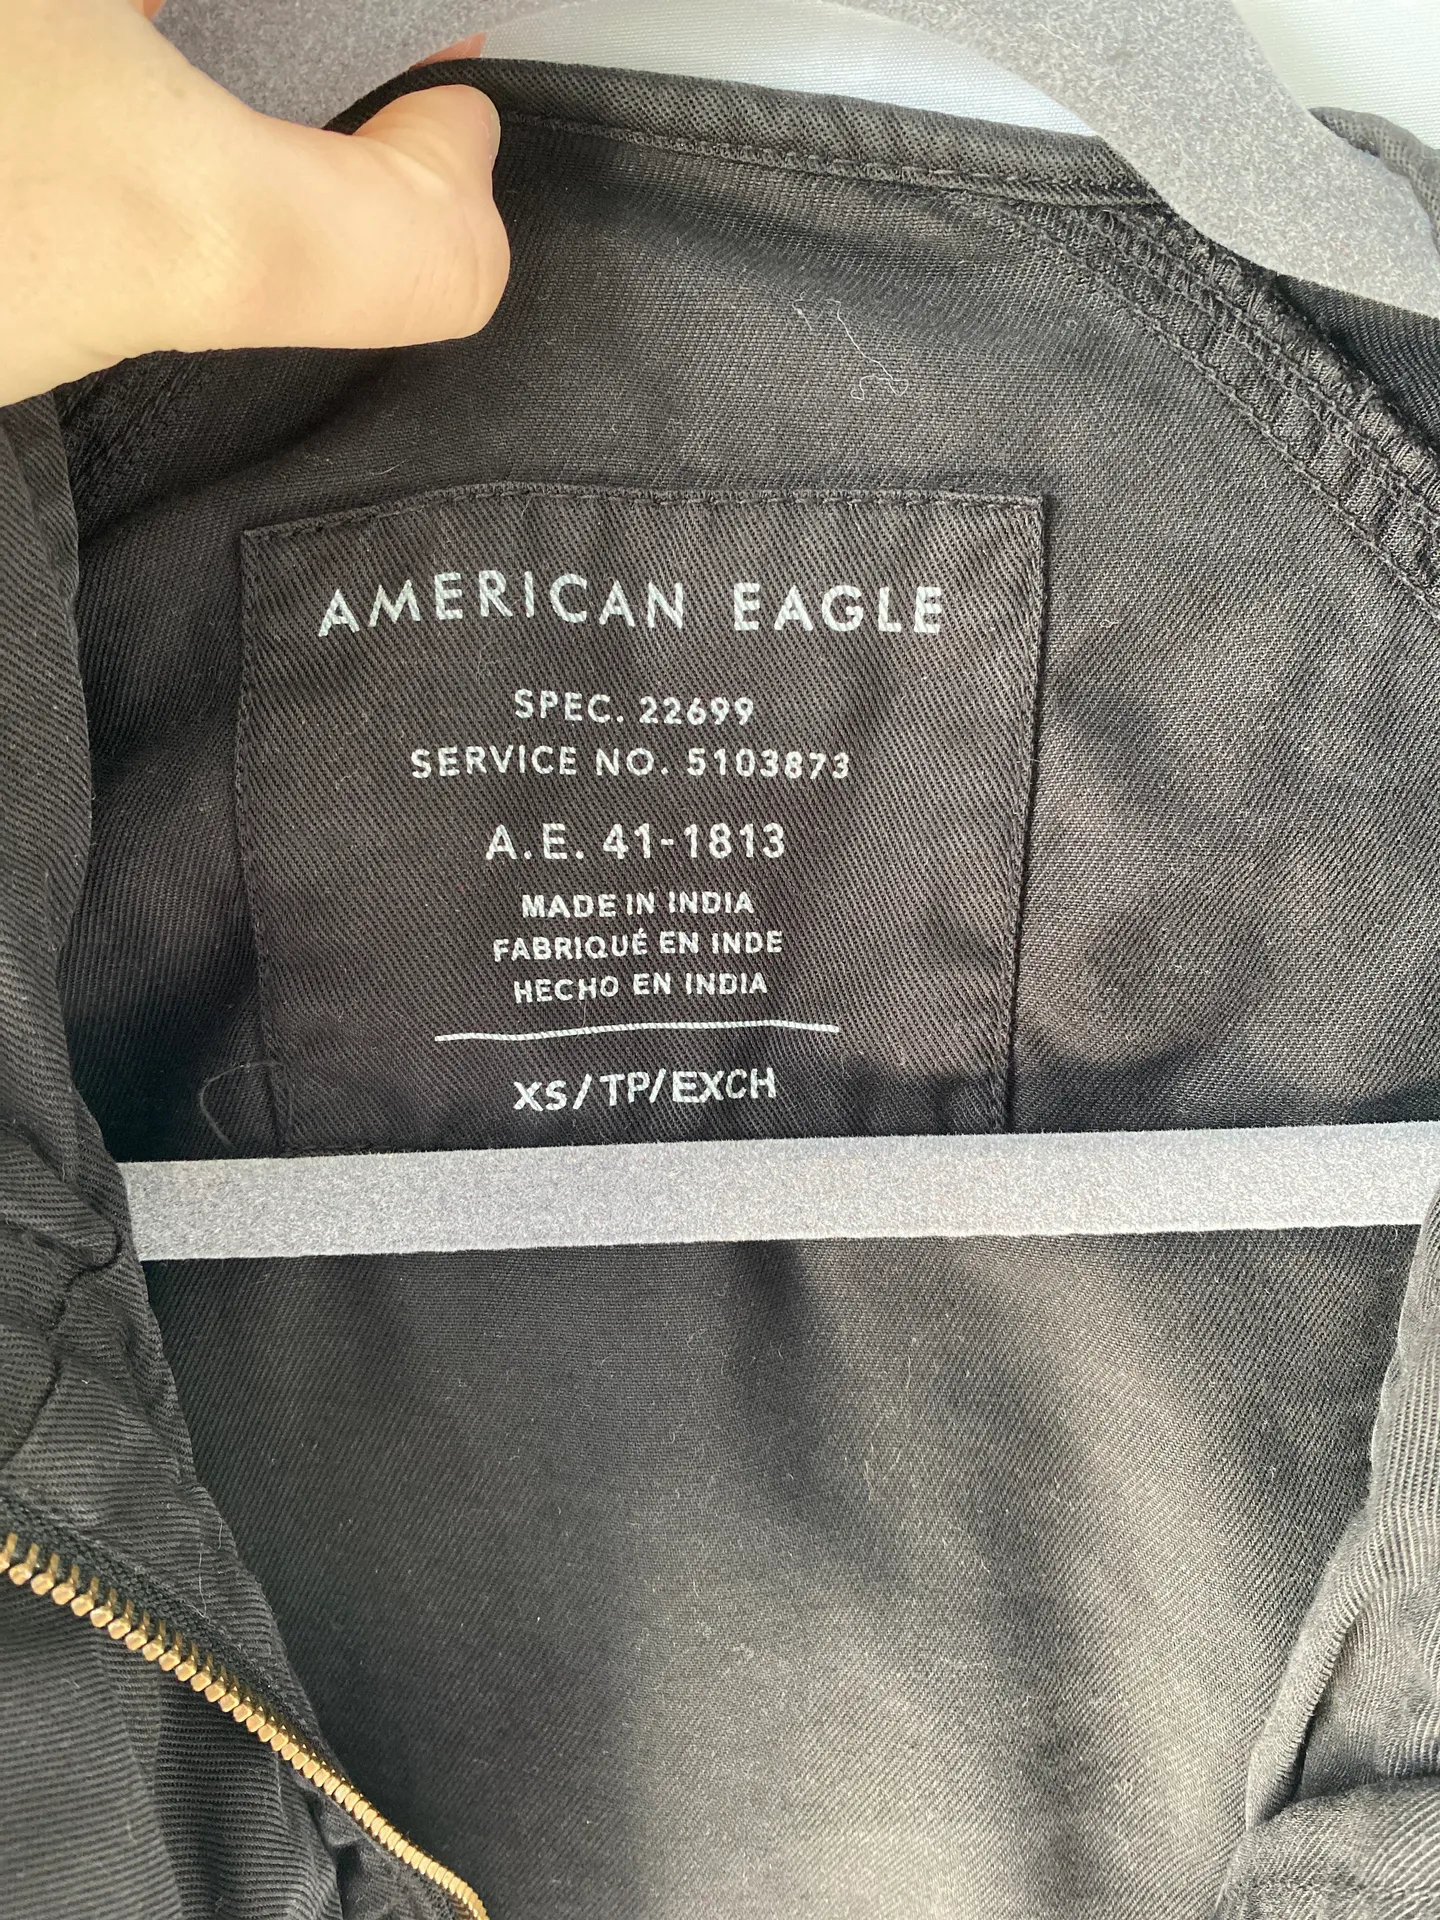 AMERICAN EAGLE
SPEC. 22699
SERVICE NO. 5103873
A.E. 41-1813
MADE IN INDIA
FABRIQUÉ EN INDE
HECHO EN INDIA
XS/TP/EXCH